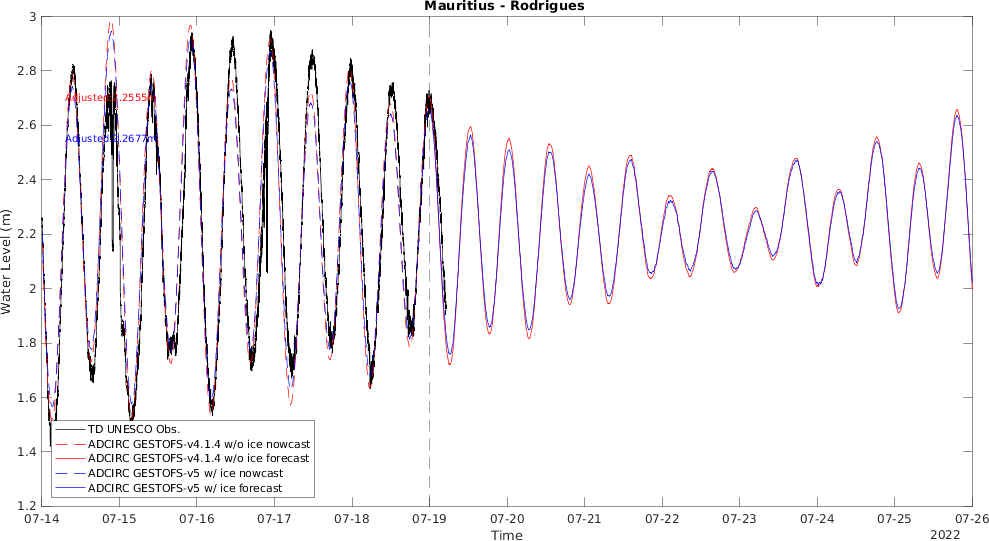 Mauritius - Rodrigues
3
2.8
2.6
2.4
2.2
2
1.8
1.6
1.4
1.2
Water Level (m)
Adjusted
Adjusted
TD UNESCO Obs.
ADCIRC GESTOFS-v4.1.4 w/o ice nowcast
ADCIRC GESTOFS-v4.1.4 w/o ice forecast
ADCIRC GESTOFS-v5 w/ ice nowcast
ADCIRC GESTOFS-v5 w/ ice forecast
07-14 07-15 07-16 07-17 07-18 07-19 07-20 07-21 07-22 07-23 07-24 07-25 07-26
Time
2022